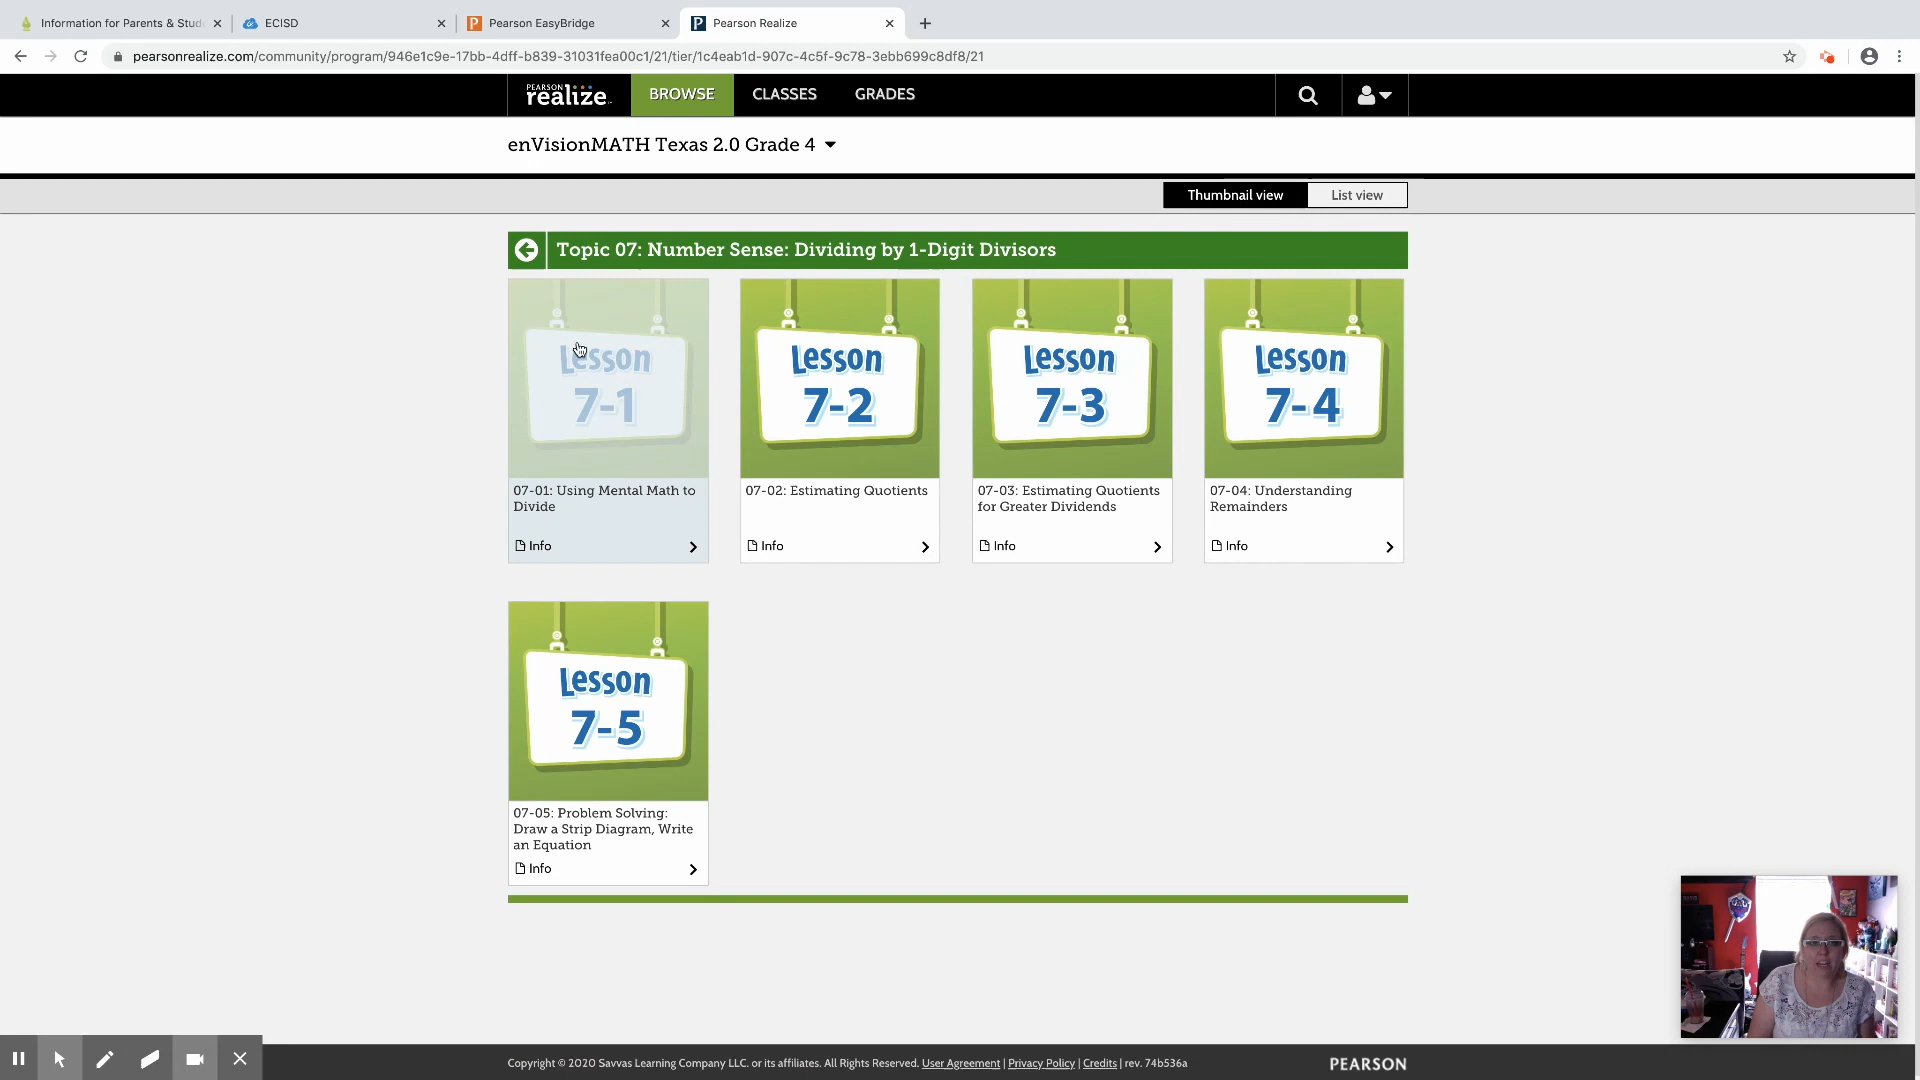 Information for Parents & Stud
ECISD
Pearson EasyBridge
Pearson Realize
pearsonrealize.com/community/program/946e1c9e-17bb-4dff-b839-31031fea00c1/21/tier/1c4eab1d-907c-4c5f-9c78-3ebb699c8df8/21
PEARSON
realize
BROWSE
CLASSES
GRADES
enVisionMATH Texas 2.0 Grade 4
Thumbnail view
List view
Topic 07: Number Sense: Dividing by 1-Digit Divisors
Lesson
7-1
07-01: Using Mental Math to
Divide
Info
Lesson
7-2
07-02: Estimating Quotients
Info
Lesson
7-3
07-03: Estimating Quotients
for Greater Dividends
Info
Lesson
7-4
07-04: Understanding
Remainders
Info
Lesson
7-5
07-05: Problem Solving:
Draw a Strip Diagram, Write
an Equation
Info
Copyright © 2020 Savvas Learning Company LLC. or its affiliates. All Rights Reserved. User Agreement | Privacy Policy | Credits | rev. 74b536a
PEARSON